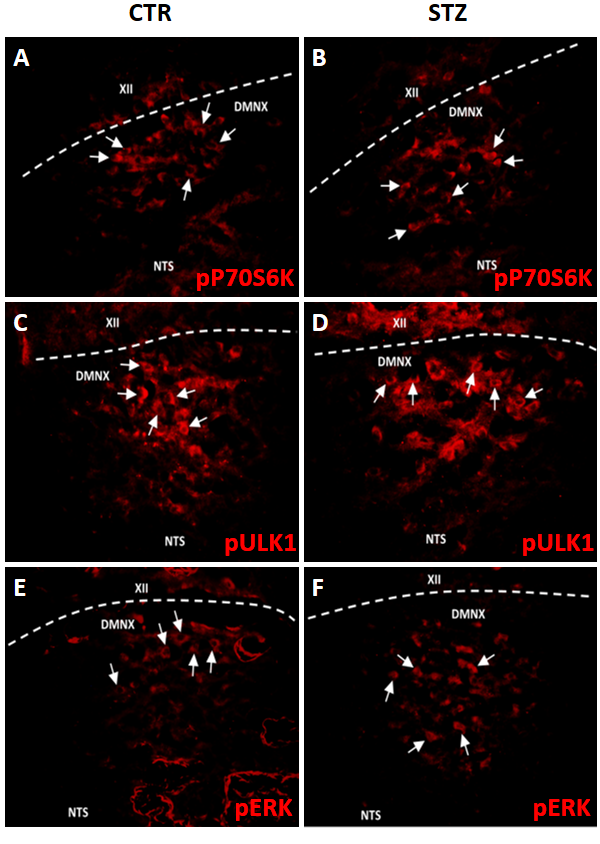 CTR STZ
A XII DMNX NTS pP70S6K
B XII DMNX NTS pP70S6K
C XII DMNX NTS pULK1
D XII DMNX NTS pULK1
E XII DMNX NTS pERK
F XII DMNX NTS pERK